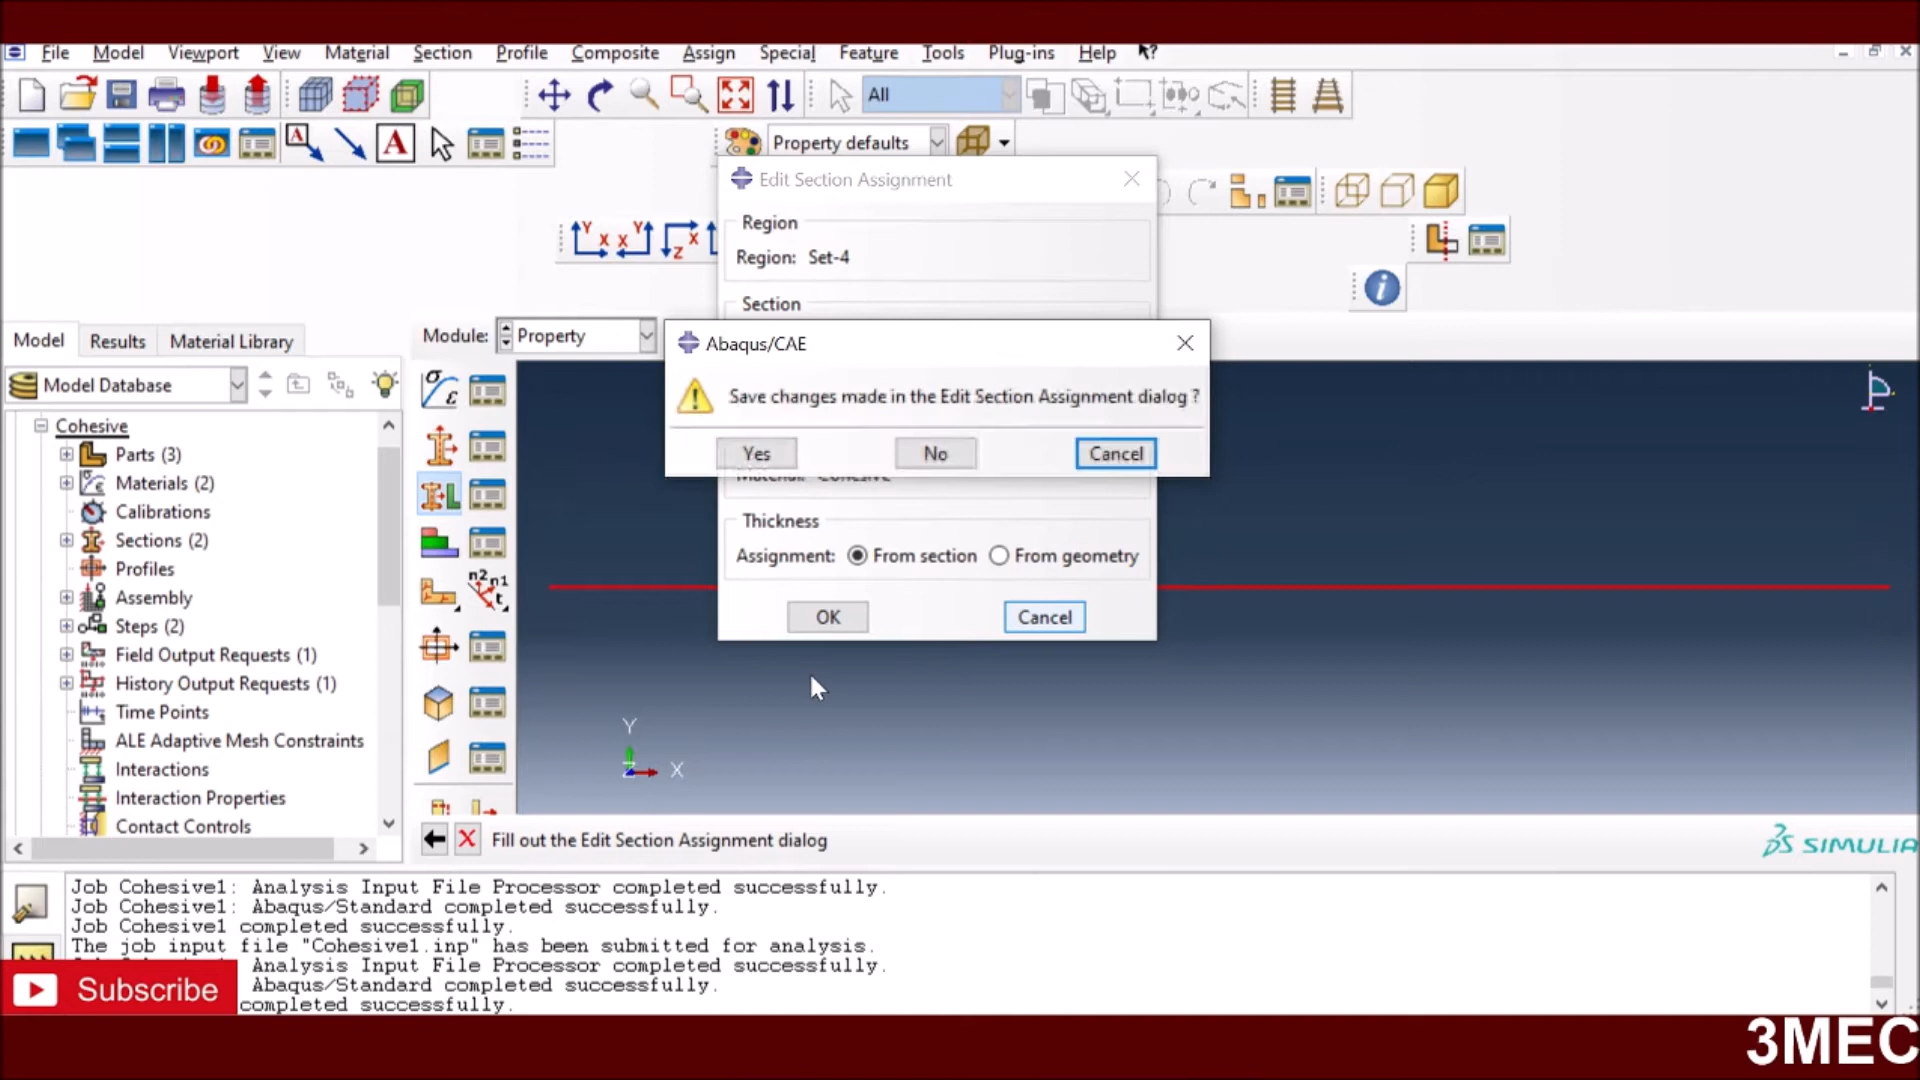 File Model Viewport View Material Section Profile Composite Assign Special Feature Tools Plug-ins Help
All
A A Property defaults
Edit Section Assignment
Region
Region: Set-4
Y X X Y Z X
Section
Model Results Material Library
Module: Property
Abaqus/CAE
Model Database
Save changes made in the Edit Section Assignment dialog ?
Yes No Cancel
Cohesive
Parts (3)
Materials (2)
Calibrations
Sections (2)
Profiles
Assembly
Steps (2)
Field Output Requests (1)
History Output Requests (1)
Time Points
ALE Adaptive Mesh Constraints
Interactions
Interaction Properties
Contact Controls
σ ε
n2 n1 t
Material: Cohesive
Thickness
Assignment: From section From geometry
OK Cancel
Y
Z X
Fill out the Edit Section Assignment dialog
SIMULIA
Job Cohesive1: Analysis Input File Processor completed successfully.
Job Cohesive1: Abaqus/Standard completed successfully.
Job Cohesive1 completed successfully.
The job input file "Cohesive1.inp" has been submitted for analysis.
Analysis Input File Processor completed successfully.
Abaqus/Standard completed successfully.
completed successfully.
Subscribe
3MEC